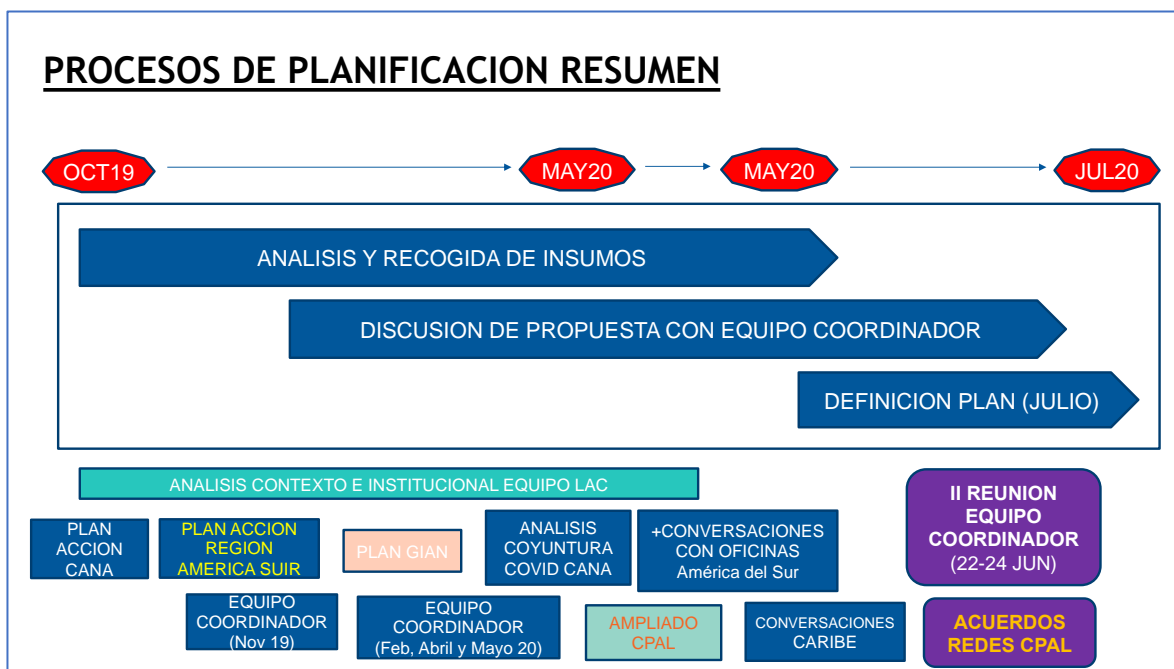 PROCESOS DE PLANIFICACION RESUMEN
OCT19
MAY20
MAY20
JUL20
ANALISIS Y RECOGIDA DE INSUMOS
DISCUSION DE PROPUESTA CON EQUIPO COORDINADOR
DEFINICION PLAN (JULIO)
ANALISIS CONTEXTO E INSTITUCIONAL EQUIPO LAC
PLAN
ACCION
CANA
PLAN ACCION
REGION
AMERICA SUIR
PLAN GIAN
ANALISIS
COYUNTURA
COVID CANA
+CONVERSACIONES
CON OFICINAS
América del Sur
II REUNION
EQUIPO
COORDINADOR
(22-24 JUN)
EQUIPO
COORDINADOR
(Nov 19)
EQUIPO
COORDINADOR
(Feb, Abril y Mayo 20)
AMPLIADO
CPAL
CONVERSACIONES
CARIBE
ACUERDOS
REDES CPAL